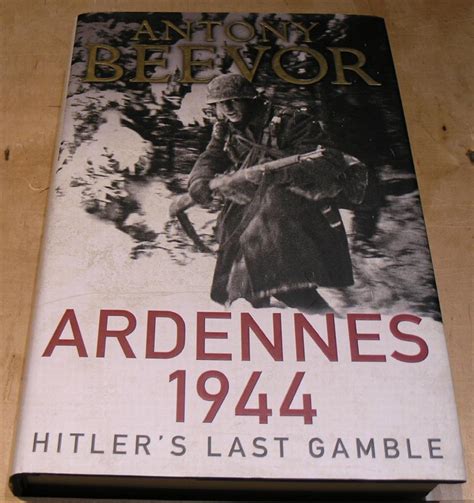 ANTONY
BEEVOR
ARDENNES
1944
HITLER'S LAST GAMBLE